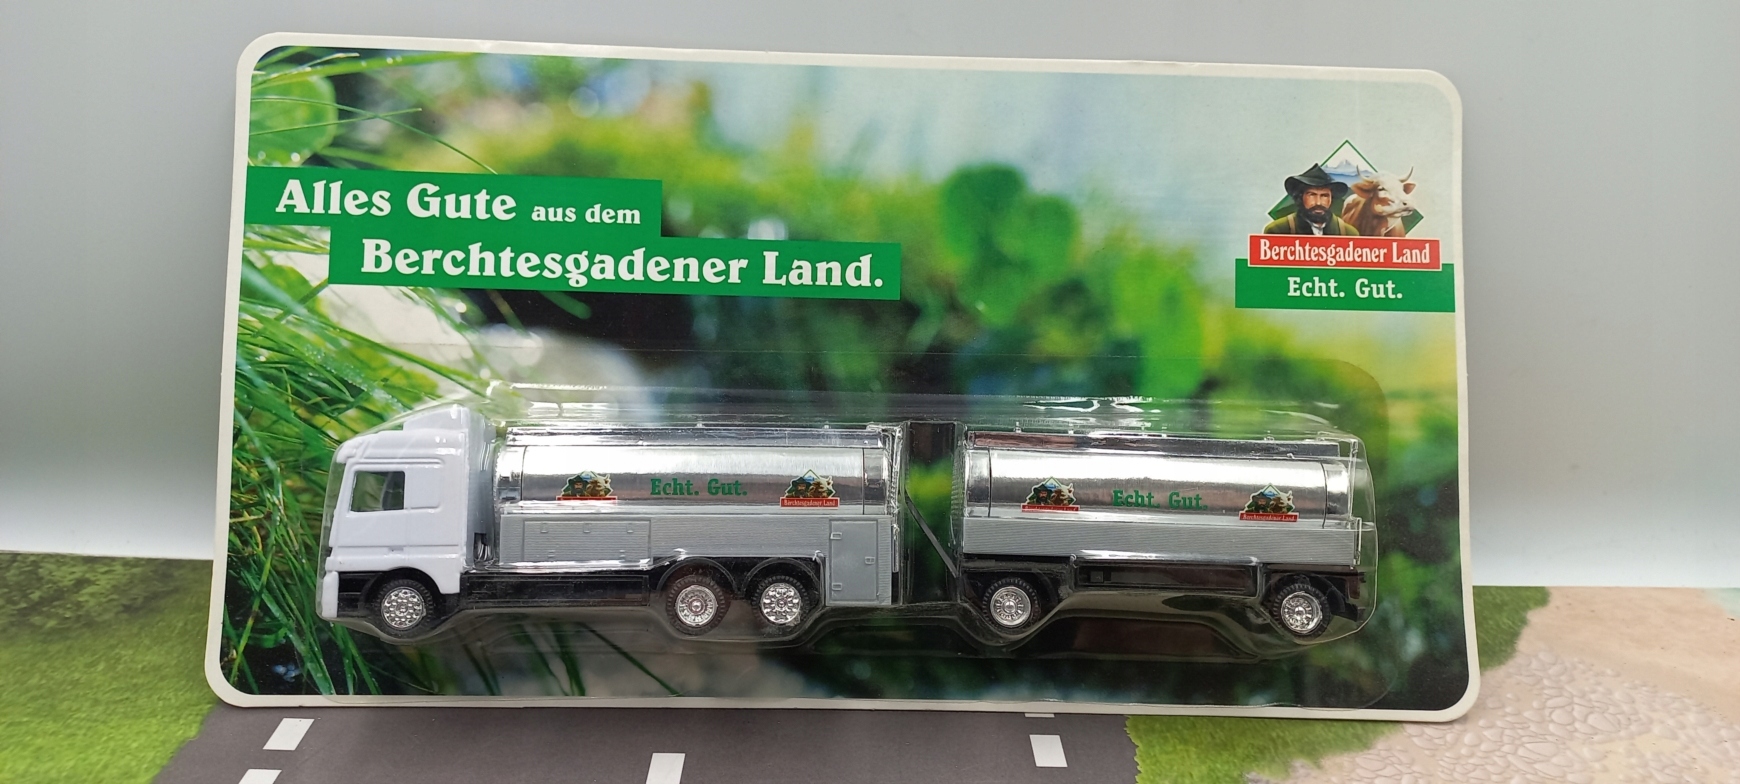 Alles Gute aus dem
Berchtesgadener Land.
Berchtesgadener Land
Echt. Gut.
Echt. Gut.
Berchtesgadener Land
Echt. Gut.
Berchtesgadener Land